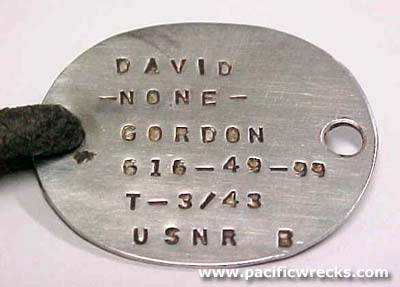 DAVID
-NONE-
GORDON
616-49-99
T-3/43
USNR B
www.pacificwrecks.com